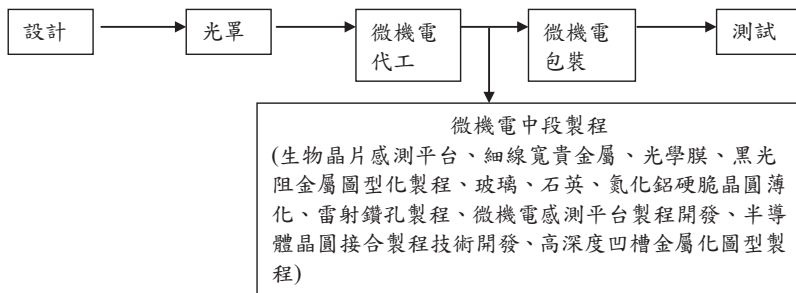 設計
光罩
微機電
代工
微機電
包裝
測試
微機電中段製程
(生物晶片感測平台、細線寬貴金屬、光學膜、黑光
阻金屬圖型化製程、玻璃、石英、氮化鋁硬脆晶圓薄
化、雷射鑽孔製程、微機電感測平台製程開發、半導
體晶圓接合製程技術開發、高深度凹槽金屬化圖型製
程)